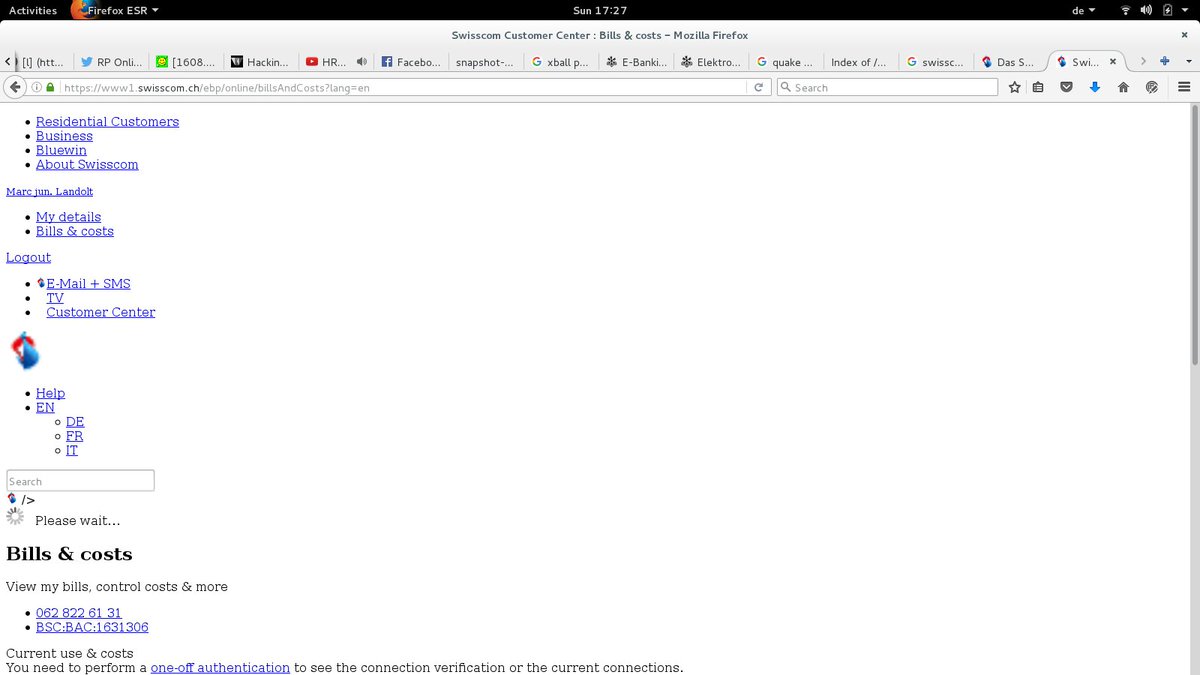 Activities Firefox ESR Sun 17:27 de
Swisscom Customer Center : Bills & costs - Mozilla Firefox
[l] (htt... RP Onli... [1608.... Hackin... HR... Facebo... snapshot-... xball p... E-Banki... Elektro... quake ... Index of /... swissc... Das S... Swi...
https://www1.swisscom.ch/ebp/online/billsAndCosts?lang=en Search
Residential Customers
Business
Bluewin
About Swisscom
Marc jun. Landolt
My details
Bills & costs
Logout
E-Mail + SMS
TV
Customer Center
Help
EN
DE
FR
IT
Search
/>
Please wait...
Bills & costs
View my bills, control costs & more
062 822 61 31
BSC:BAC:1631306
Current use & costs
You need to perform a one-off authentication to see the connection verification or the current connections.